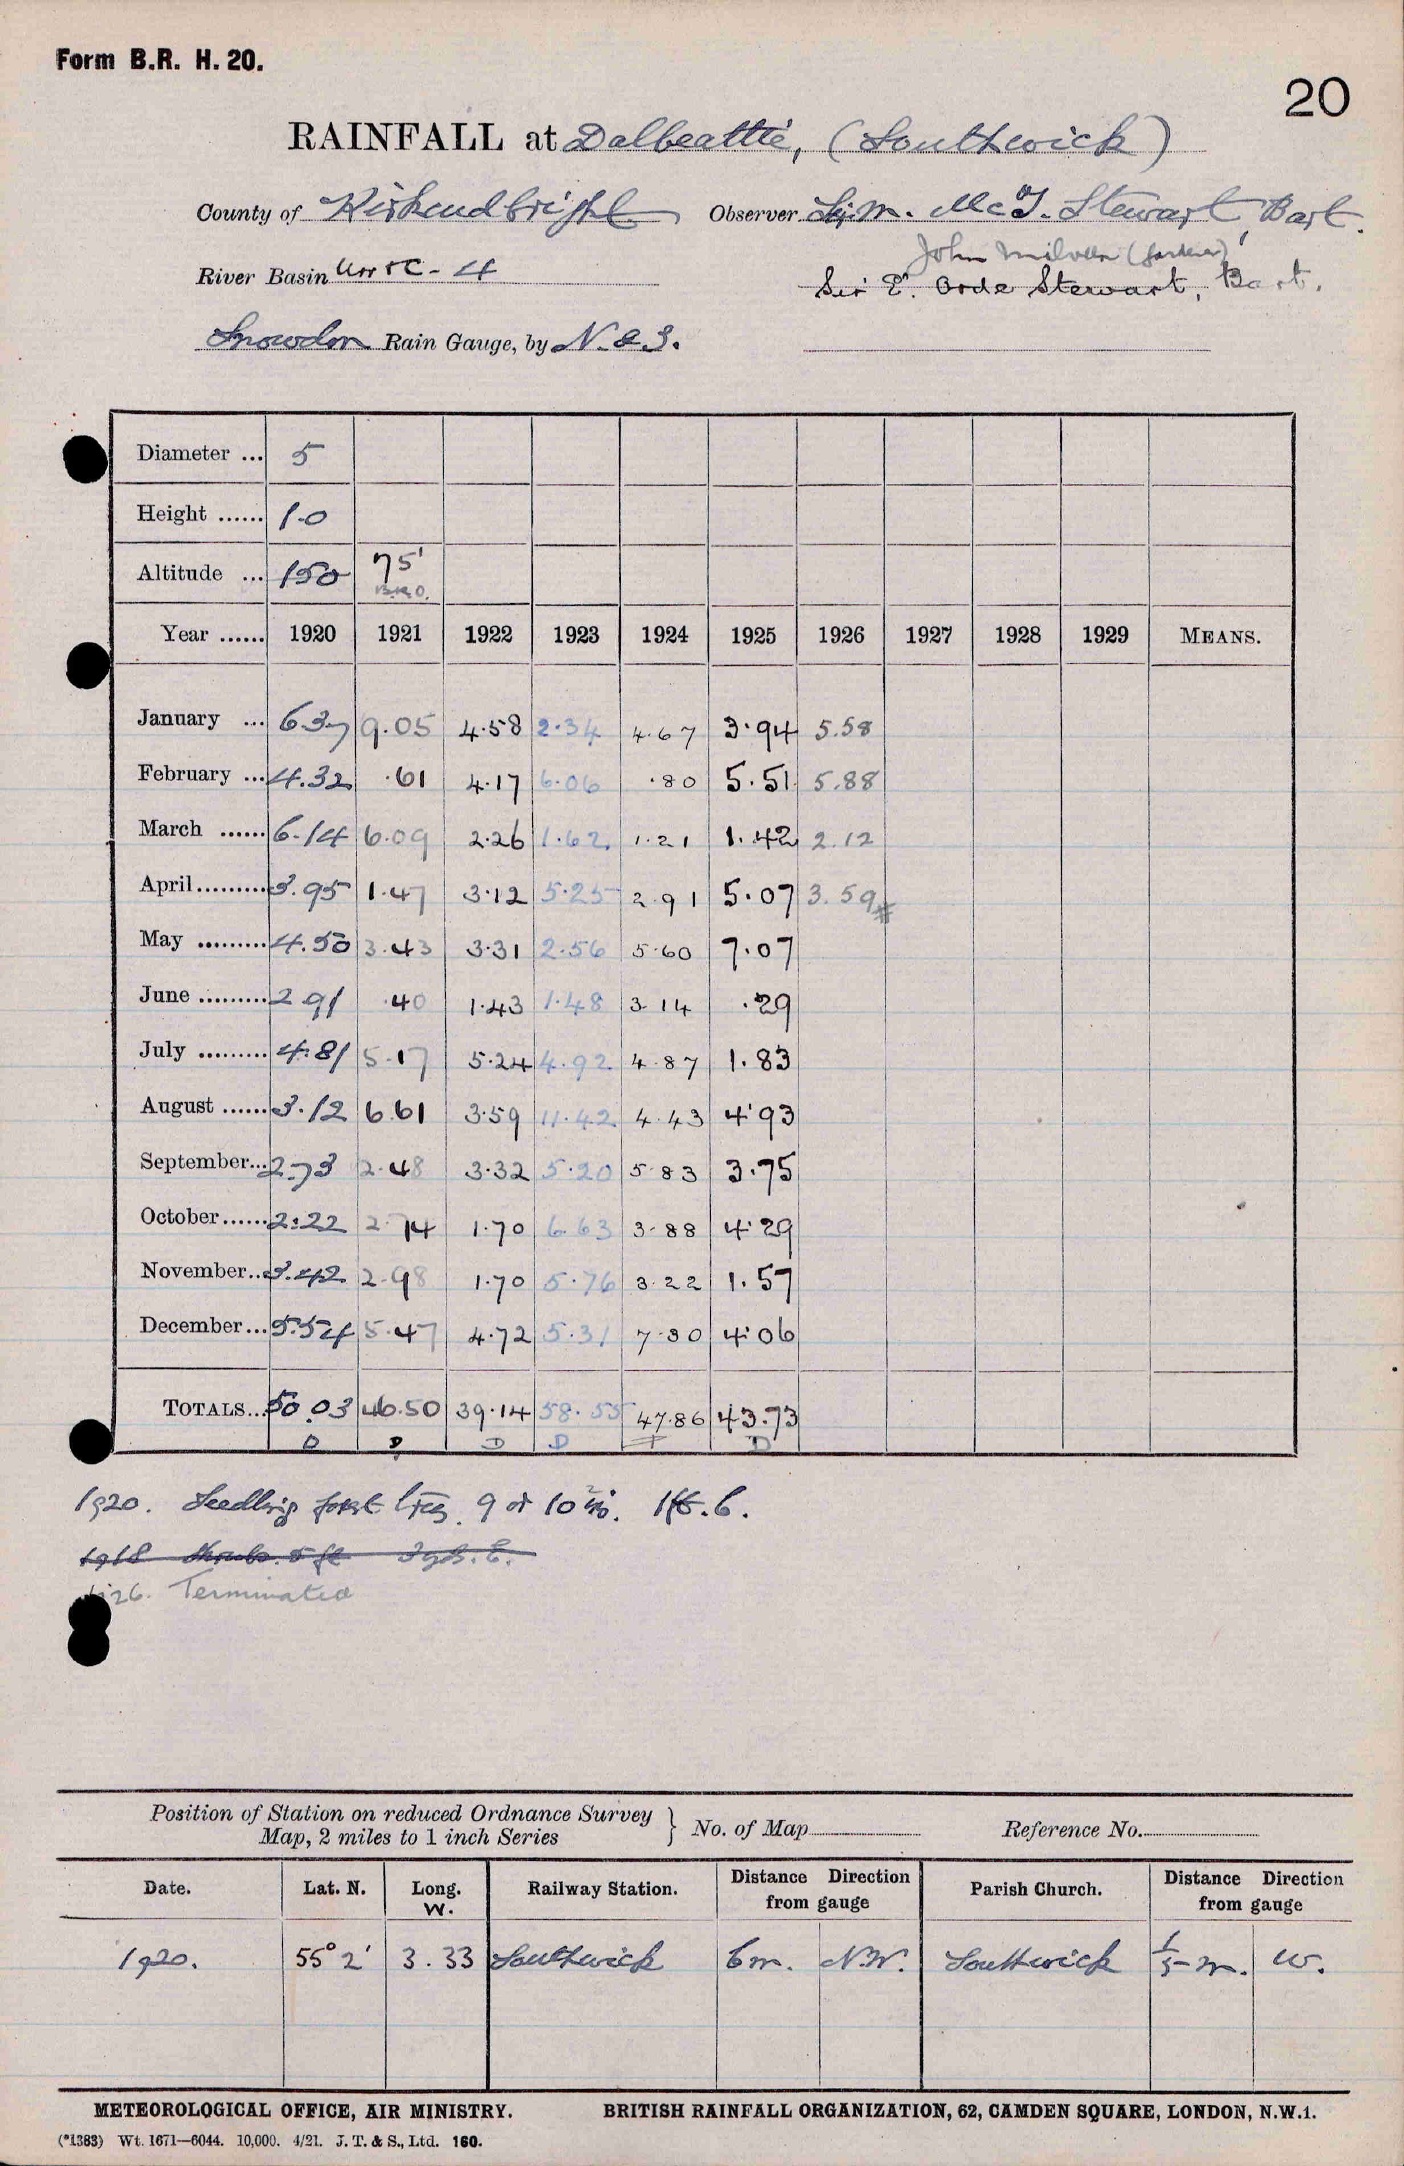 Form B.R. H. 20.
20
RAINFALL at Dalbeattie, (Southwick)
County of Kirkcudbright Observer Sir M. McT. Stewart, Bart.
John Milven (gardener)
River Basin Urr &c - 4 Sir E. Orde Stewart, Bart.
Snowdon Rain Gauge, by N. & Z.
Diameter ... 5
Height ...... 1.0
Altitude ... 150 75'
B.R.O.
Year ...... 1920 1921 1922 1923 1924 1925 1926 1927 1928 1929 MEANS.
January ... 6.37 9.05 4.58 2.34 4.67 3.94 5.58
February ... 4.32 .61 4.17 6.06 .80 5.51 5.88
March ...... 6.14 6.09 2.26 1.62 1.21 1.42 2.12
April......... 3.95 1.47 3.12 5.25 2.91 5.07 3.59#
May ......... 4.50 3.43 3.31 2.56 5.60 7.07
June ......... 2.91 .40 1.43 1.48 3.14 .29
July ......... 4.81 5.17 5.24 4.92 4.87 1.83
August ...... 3.12 6.61 3.59 11.42 4.43 4.93
September... 2.73 2.48 3.32 5.20 5.83 3.75
October...... 2.22 2.74 1.70 6.63 3.88 4.29
November... 3.42 2.98 1.70 5.76 3.22 1.57
December... 5.54 5.47 4.72 5.31 7.30 4.06
TOTALS... 50.03 46.50 39.14 58.55 47.86 43.73
D D D D D
1920. Seedling forest trees. 9 or 10 in. 1ft. 6.
1918 Shrubs. 5 ft
26. Terminated
Position of Station on reduced Ordnance Survey
Map, 2 miles to 1 inch Series } No. of Map Reference No.
Date. Lat. N. Long. W. Railway Station. Distance Direction from gauge Parish Church. Distance Direction from gauge
1920. 55° 2' 3.33 Southwick 6 m. N.W. Southwick 1/5 m. W.
METEOROLOGICAL OFFICE, AIR MINISTRY. BRITISH RAINFALL ORGANIZATION, 62, CAMDEN SQUARE, LONDON, N.W.1.
(*1383) Wt. 1671—6044. 10,000. 4/21. J. T. & S., Ltd. 160.